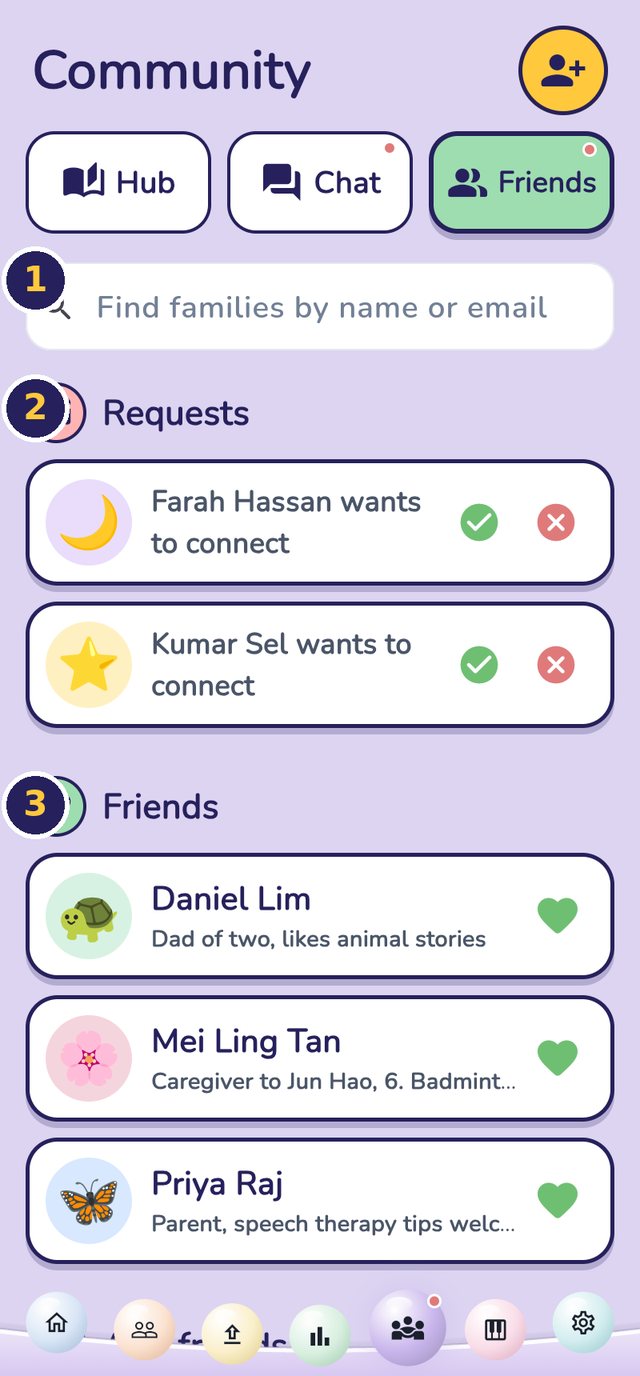 Community
Hub
Chat
Friends
1
Find families by name or email
2
Requests
Farah Hassan wants
to connect
Kumar Sel wants to
connect
3
Friends
Daniel Lim
Dad of two, likes animal stories
Mei Ling Tan
Caregiver to Jun Hao, 6. Badmint...
Priya Raj
Parent, speech therapy tips welc...